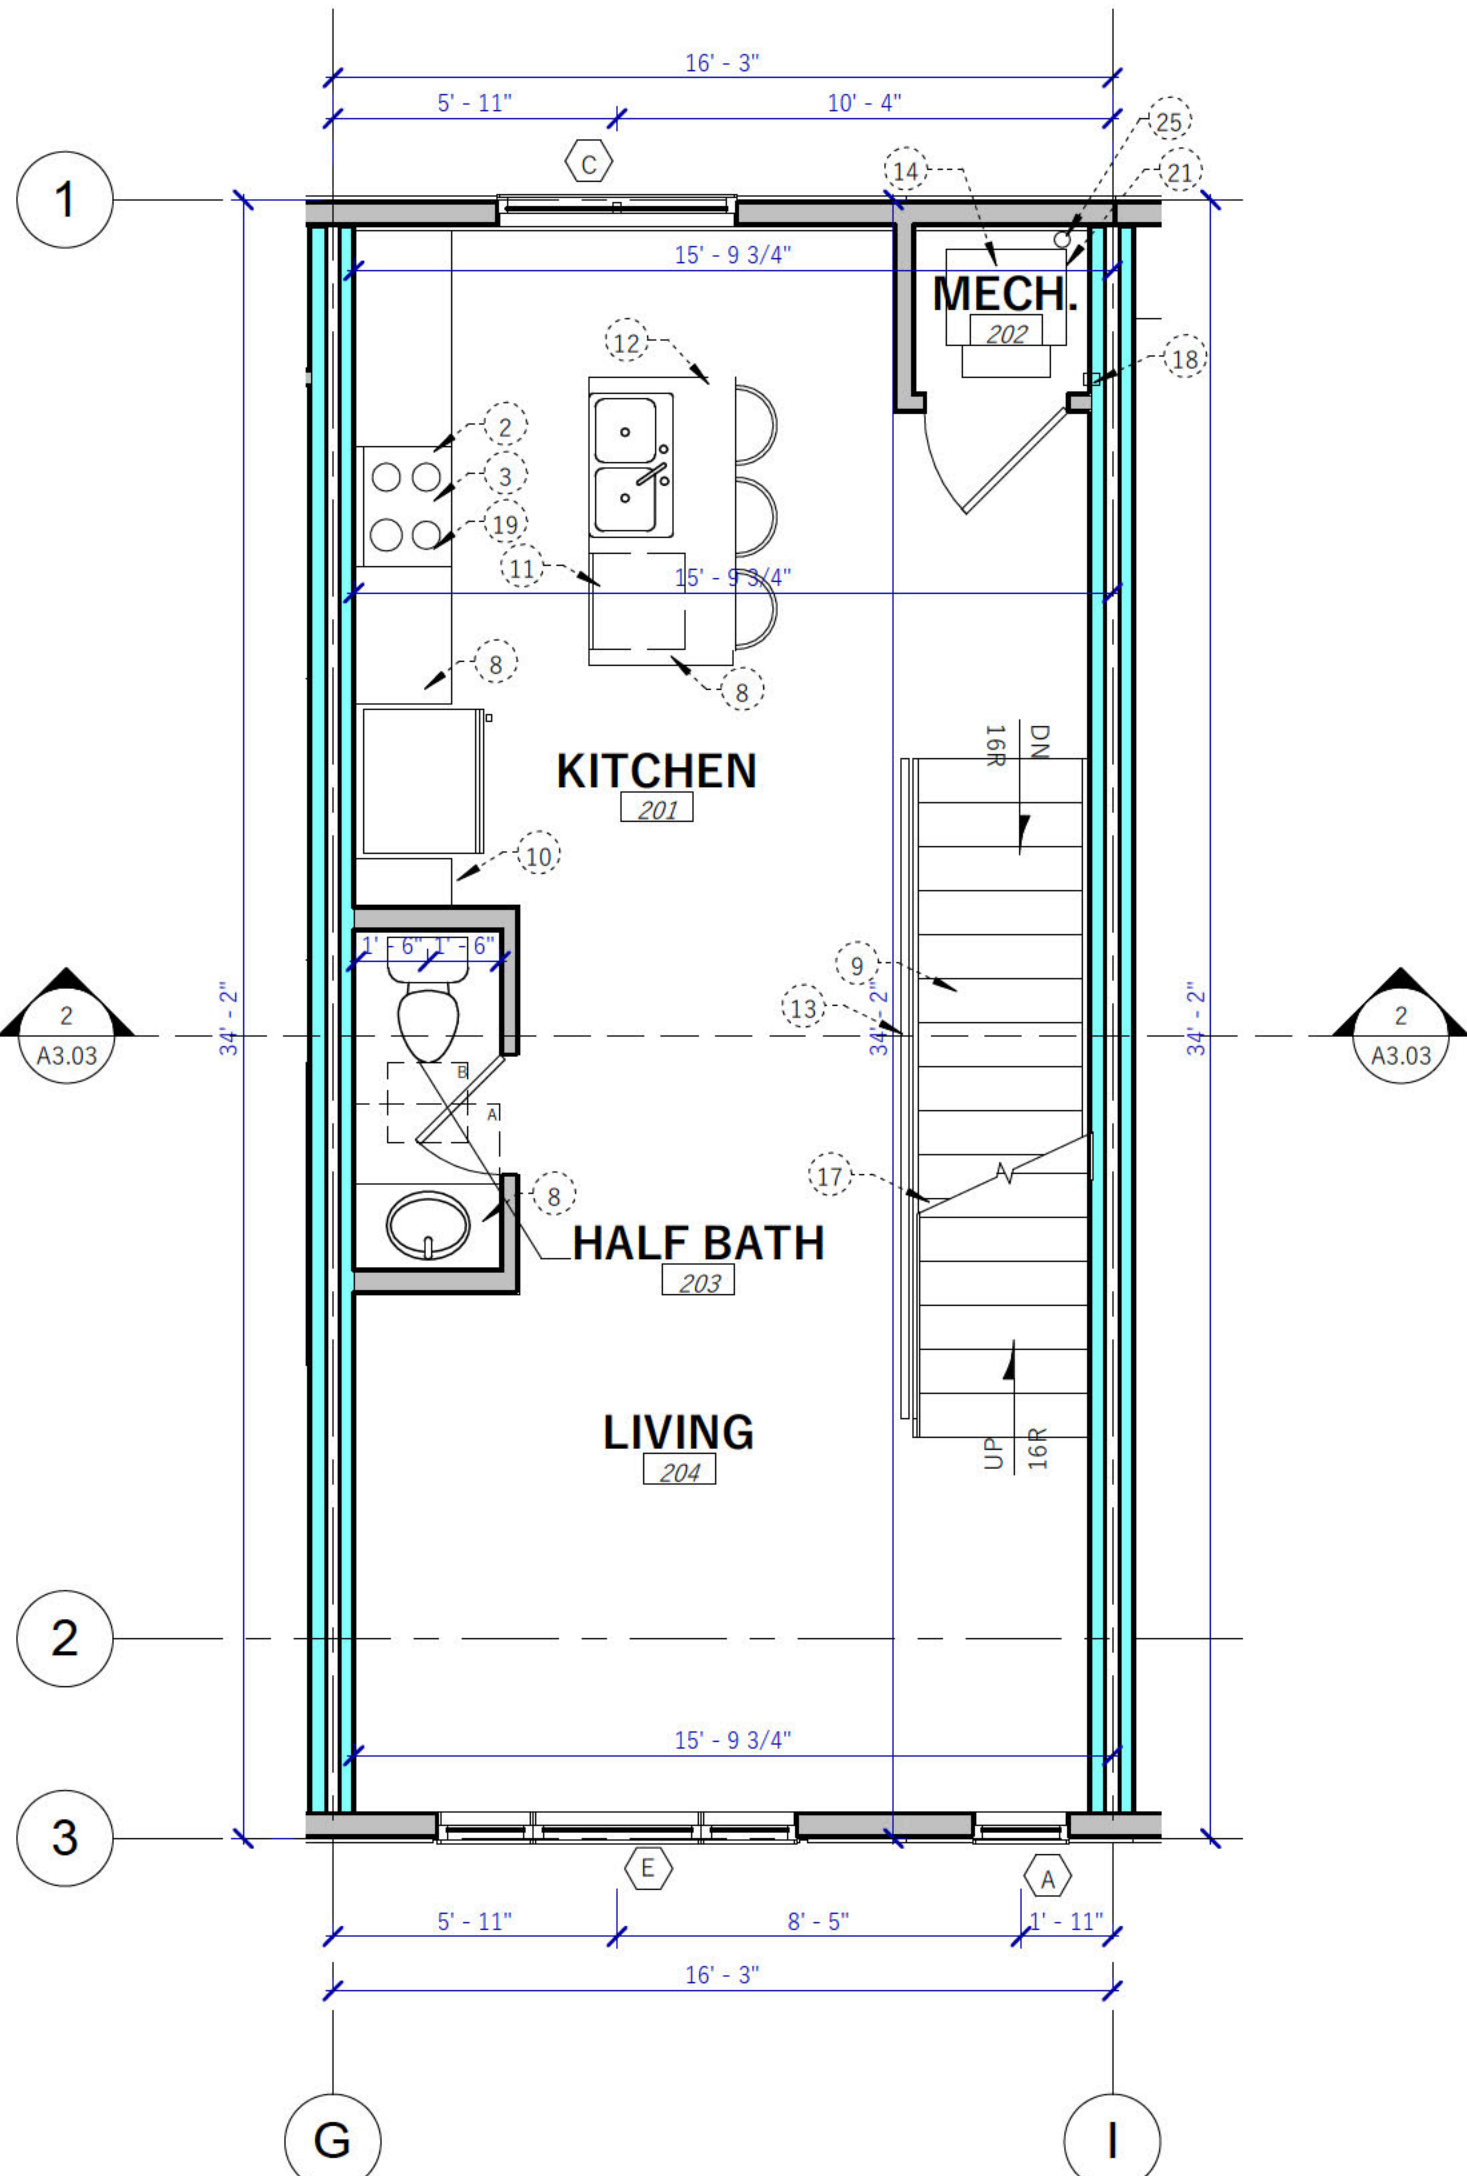 16' - 3"
5' - 11"
10' - 4"
25
C
14
21
1
15' - 9 3/4"
MECH.
202
12
18
2
3
19
11
15' - 9 3/4"
8
8
DN
16R
KITCHEN
201
10
1' - 6"
1' - 6"
9
13
2
A3.03
34' - 2"
34' - 2"
34' - 2"
2
A3.03
B
A
17
8
HALF BATH
203
UP
16R
LIVING
204
2
15' - 9 3/4"
3
E
A
5' - 11"
8' - 5"
1' - 11"
16' - 3"
G
I